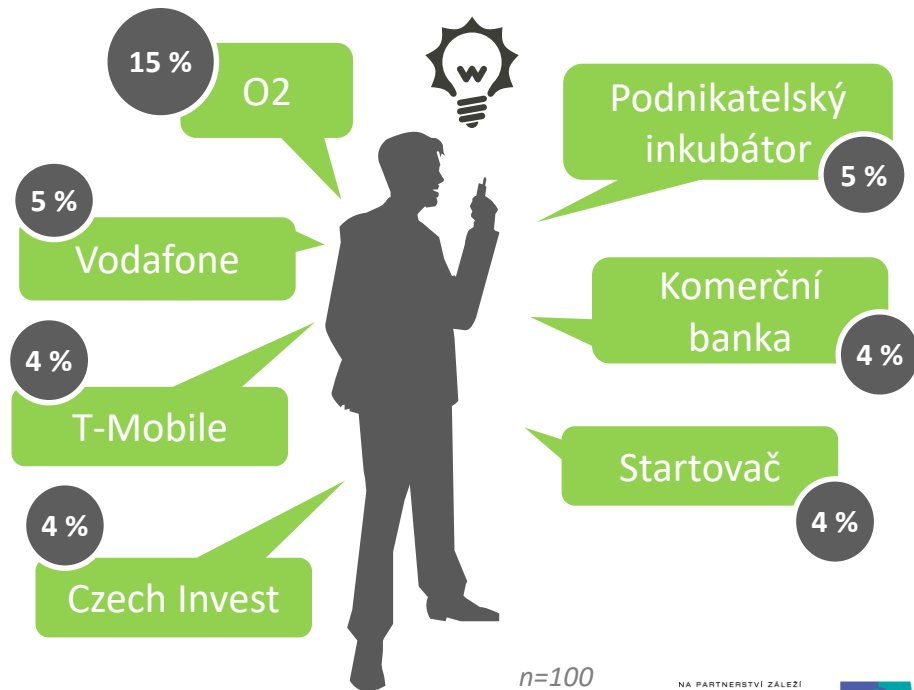 15 %
O2
5 %
Vodafone
4 %
T-Mobile
4 %
Czech Invest
Podnikatelský
inkubátor
5 %
Komerční
banka
4 %
Startovač
4 %
n=100
NA PARTNERSTVÍ ZÁLEŽÍ